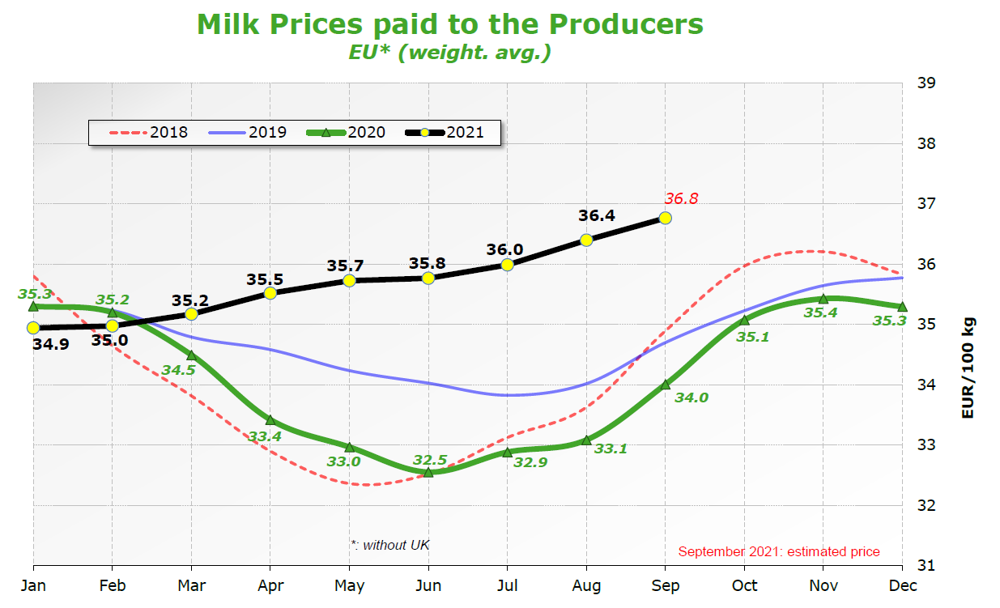 Milk Prices paid to the Producers
EU* (weight. avg.)
39
2018 2019 2020 2021
38
37
36.8
36.4
36.0
36
35.8
35.7
35.5
35.3 35.2 35.2
35.4
35.3
35
34.9 35.0
35.1
34.5
34
34.0
33.4
33
33.0 32.5 32.9 33.1
32
EUR/100 kg
*: without UK
September 2021: estimated price
31
Jan Feb Mar Apr May Jun Jul Aug Sep Oct Nov Dec